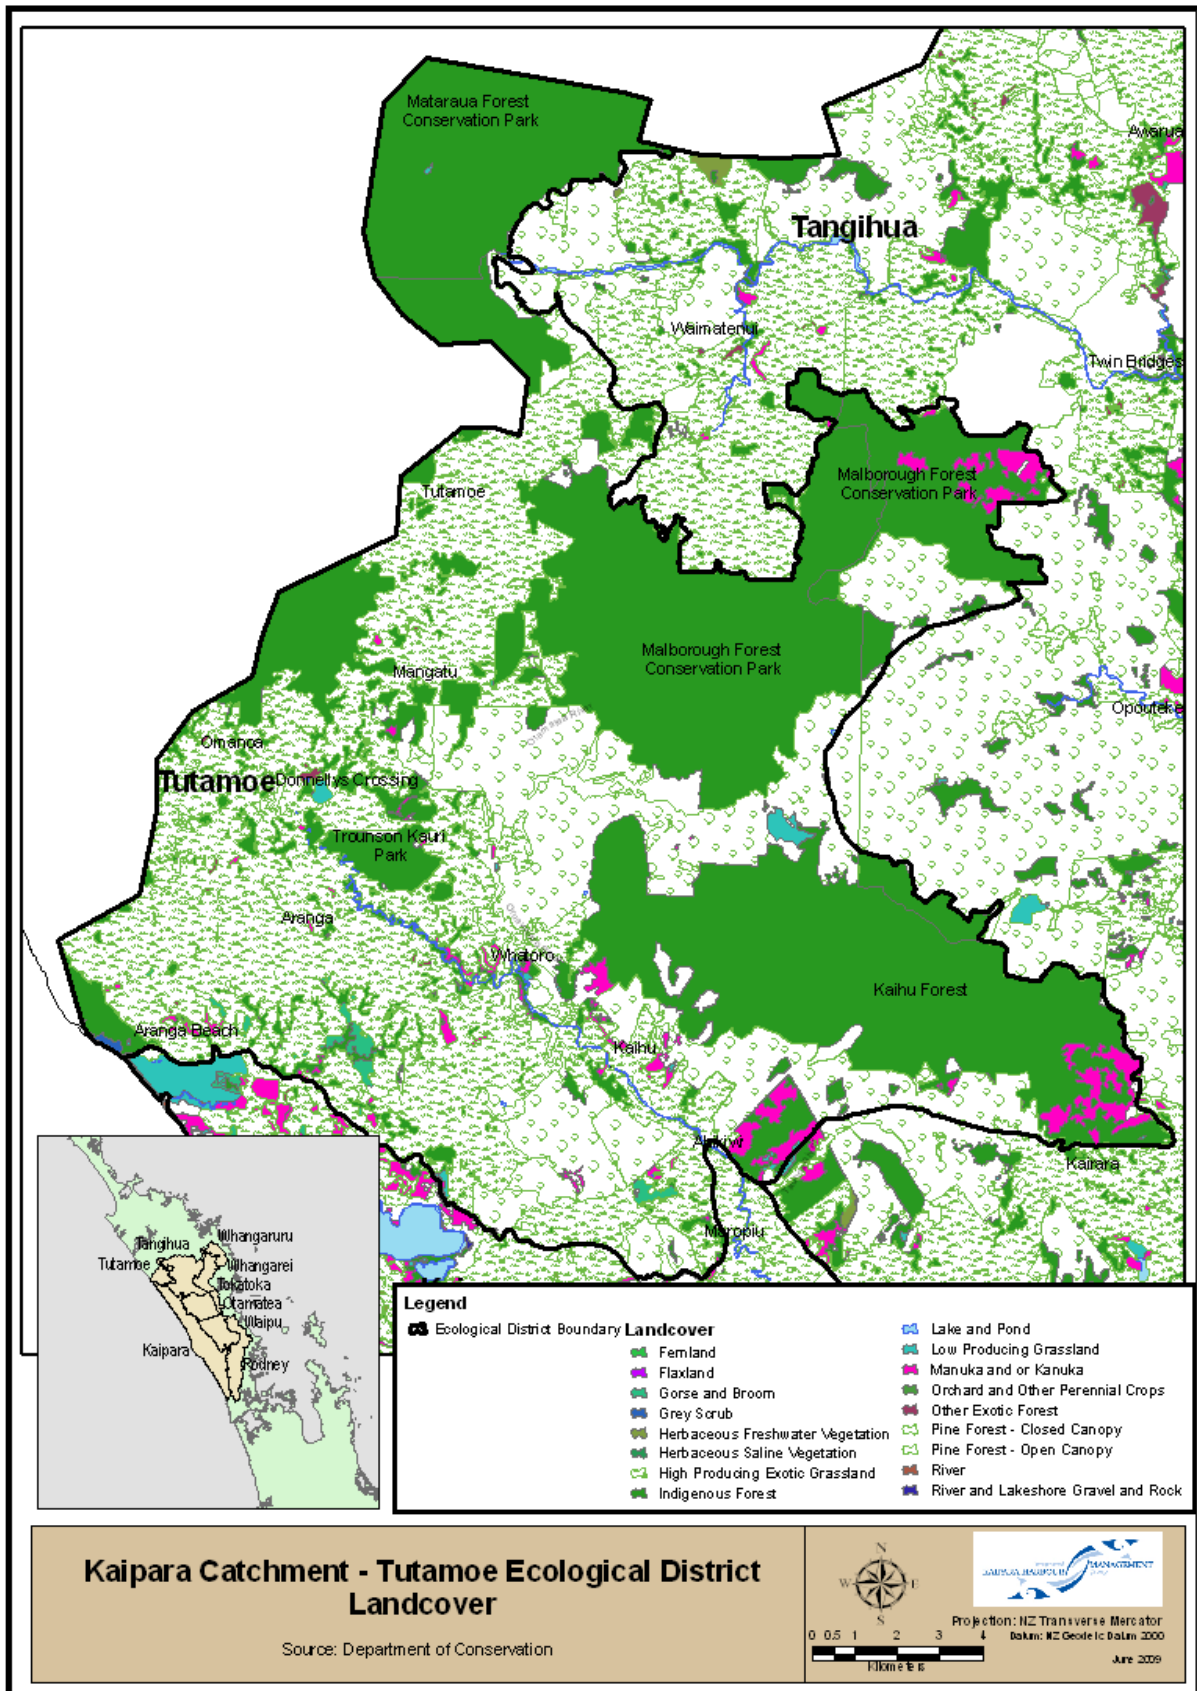 Mataraua Forest
Conservation Park
Awarua
Tangihua
Waimatenui
Twin Bridges
Malborough Forest
Conservation Park
Tutamoe
Malborough Forest
Conservation Park
Mangatu
Opouteke
Omanca
Tutamoe
Donnellys Crossing
Trounson Kauri
Park
Aranga
Whatoro
Kaihu Forest
Aranga Beach
Kaihu
Ahikiwi
Kairara
Maropiu
Tangihua
Whangaruru
Tutamoe
Whangarei
Tokatoka
Otamatea
Waipu
Kaipara
Rodney
Legend
Ecological District Boundary
Landcover
Fernland
Flaxland
Gorse and Broom
Grey Scrub
Herbaceous Freshwater Vegetation
Herbaceous Saline Vegetation
High Producing Exotic Grassland
Indigenous Forest
Lake and Pond
Low Producing Grassland
Manuka and or Kanuka
Orchard and Other Perennial Crops
Other Exotic Forest
Pine Forest - Closed Canopy
Pine Forest - Open Canopy
River
River and Lakeshore Gravel and Rock
Kaipara Catchment - Tutamoe Ecological District
Landcover
Source: Department of Conservation
N
W E
S
KAIPARA HARBOUR
MANAGEMENT
Projection: NZ Transverse Mercator
Datum: NZ Geodetic Datum 2000
June 2009
0 0.5 1 2 3 4
Kilometers